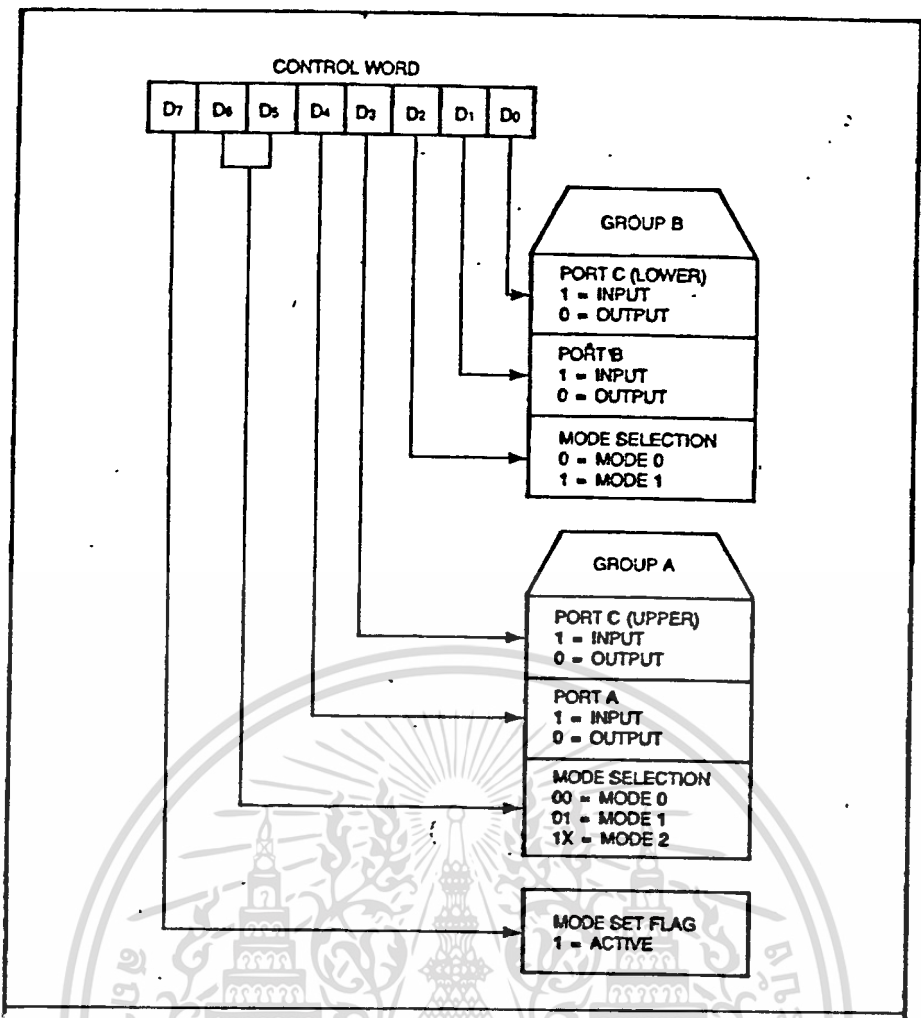 CONTROL WORD
D7 D6 D5 D4 D3 D2 D1 D0
GROUP B
PORT C (LOWER)
1 = INPUT
0 = OUTPUT
PORT B
1 = INPUT
0 = OUTPUT
MODE SELECTION
0 = MODE 0
1 = MODE 1
GROUP A
PORT C (UPPER)
1 = INPUT
0 = OUTPUT
PORT A
1 = INPUT
0 = OUTPUT
MODE SELECTION
00 = MODE 0
01 = MODE 1
1X = MODE 2
MODE SET FLAG
1 = ACTIVE